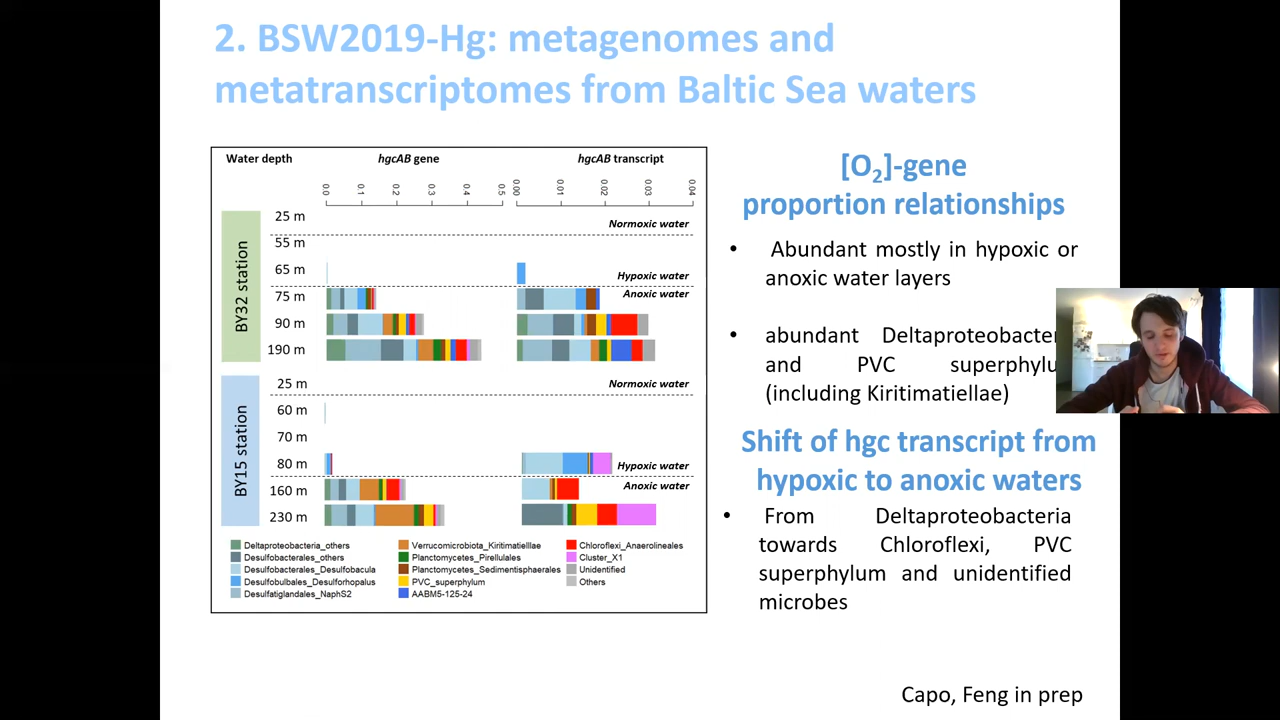 2. BSW2019-Hg: metagenomes and
metatranscriptomes from Baltic Sea waters
Water depth
hgcAB gene
hgcAB transcript
0.0 0.1 0.2 0.3 0.4 0.5
0.00 0.01 0.02 0.03 0.04
BY32 station
25 m
Normoxic water
55 m
65 m
Hypoxic water
75 m
Anoxic water
90 m
190 m
BY15 station
25 m
Normoxic water
60 m
70 m
80 m
Hypoxic water
160 m
Anoxic water
230 m
Deltaproteobacteria_others
Desulfobacterales_others
Desulfobacterales_Desulfobacula
Desulfobulbales_Desulforhopalus
Desulfatiglandales_NaphS2
Verrucomicrobiota_Kiritimatielllae
Planctomycetes_Pirellulales
Planctomycetes_Sedimentisphaerales
PVC_superphylum
AABM5-125-24
Chloroflexi_Anaerolineales
Cluster_X1
Unidentified
Others
[O2]-gene
proportion relationships
• Abundant mostly in hypoxic or
anoxic water layers
• abundant
and PVC
(including Kiritimatiellae)
Shift of hgc transcript from
hypoxic to anoxic waters
• From Deltaproteobacteria
towards Chloroflexi, PVC
superphylum and unidentified
microbes
Capo, Feng in prep